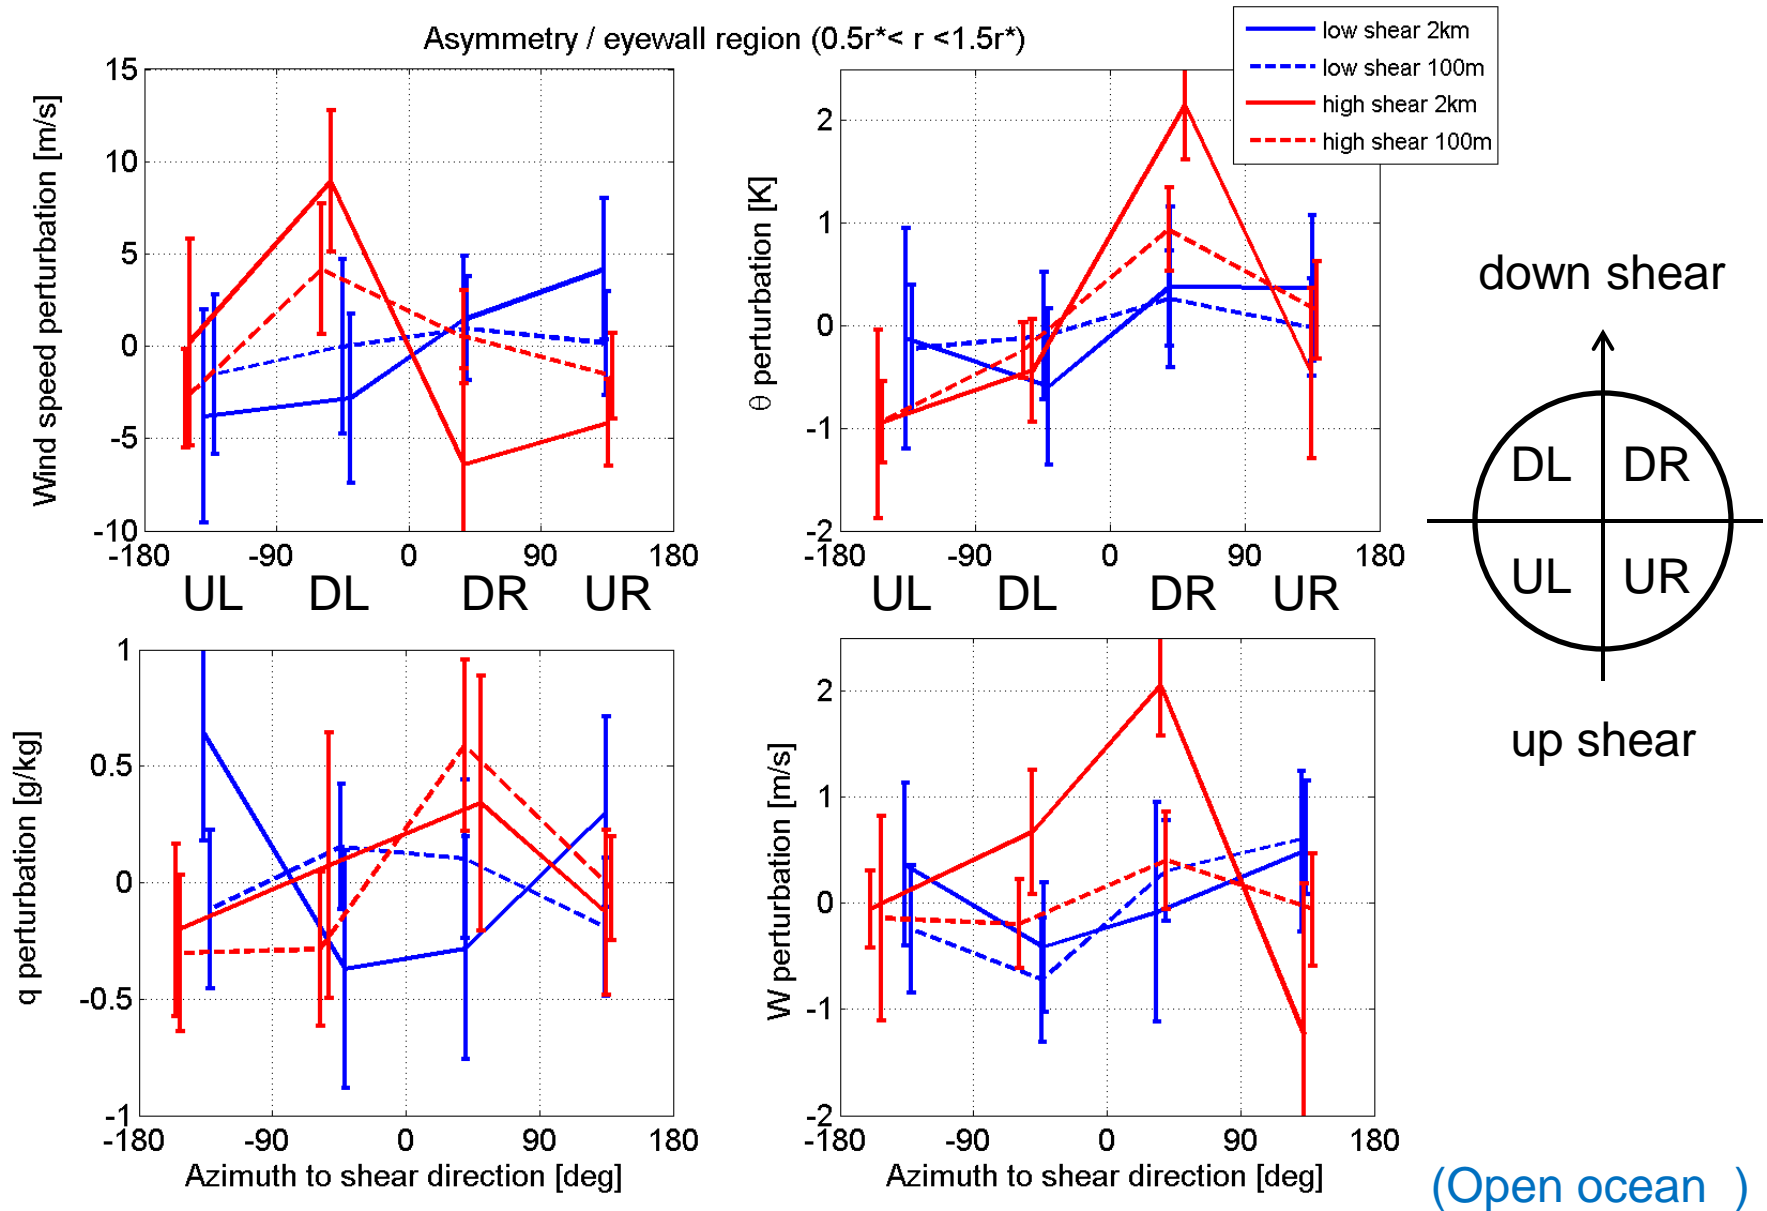 Asymmetry / eyewall region (0.5r*< r <1.5r*)
low shear 2km
low shear 100m
high shear 2km
high shear 100m
Wind speed perturbation [m/s]
15
10
5
0
-5
-10
-180 -90 0 90 180
UL DL DR UR
θ perturbation [K]
2
1
0
-1
-2
-180 -90 0 90 180
UL DL DR UR
down shear
DL DR
UL UR
up shear
q perturbation [g/kg]
1
0.5
0
-0.5
-1
-180 -90 0 90 180
Azimuth to shear direction [deg]
W perturbation [m/s]
2
1
0
-1
-2
-180 -90 0 90 180
Azimuth to shear direction [deg]
(Open ocean )